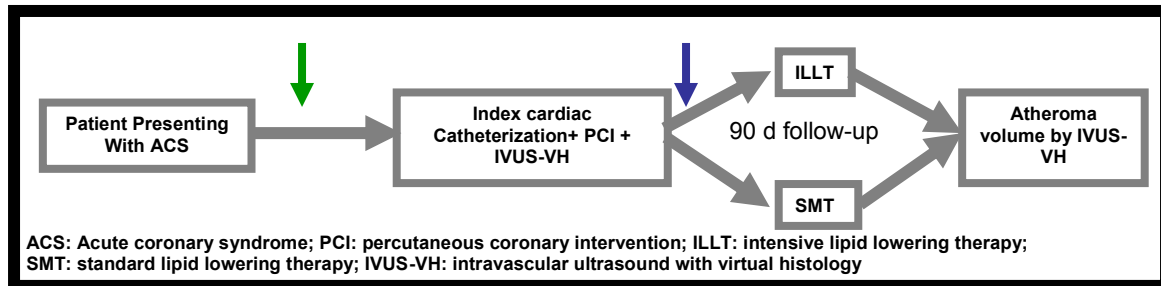 Patient Presenting
With ACS
Index cardiac
Catheterization+ PCI +
IVUS-VH
ILLT
90 d follow-up
SMT
Atheroma
volume by IVUS-
VH
ACS: Acute coronary syndrome; PCI: percutaneous coronary intervention; ILLT: intensive lipid lowering therapy;
SMT: standard lipid lowering therapy; IVUS-VH: intravascular ultrasound with virtual histology